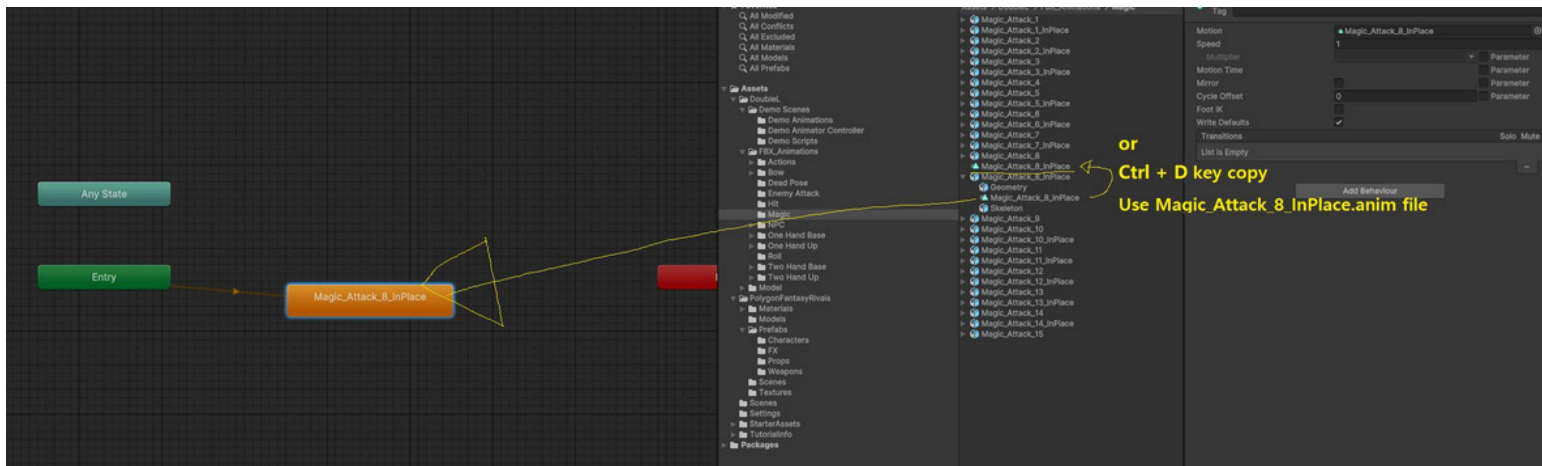 Any State
Entry
Magic_Attack_8_InPlace
All Modified
All Conflicts
All Excluded
All Materials
All Models
All Prefabs
Assets
DoubleL
Demo Scenes
Demo Animations
Demo Animator Controller
Demo Scripts
FBX_Animations
Actions
Bow
Dead Pose
Enemy Attack
Hit
Magic
NPC
One Hand Base
One Hand Up
Roll
Two Hand Base
Two Hand Up
Model
PolygonFantasyRivals
Materials
Models
Prefabs
Characters
FX
Props
Weapons
Scenes
Textures
Scenes
Settings
StarterAssets
TutorialInfo
Packages
Magic_Attack_1
Magic_Attack_1_InPlace
Magic_Attack_2
Magic_Attack_2_InPlace
Magic_Attack_3
Magic_Attack_3_InPlace
Magic_Attack_4
Magic_Attack_5
Magic_Attack_5_InPlace
Magic_Attack_6
Magic_Attack_6_InPlace
Magic_Attack_7
Magic_Attack_7_InPlace
Magic_Attack_8
Magic_Attack_8_InPlace
Magic_Attack_8_InPlace
Geometry
Magic_Attack_8_InPlace
Skeleton
Magic_Attack_9
Magic_Attack_10
Magic_Attack_10_InPlace
Magic_Attack_11
Magic_Attack_11_InPlace
Magic_Attack_12
Magic_Attack_12_InPlace
Magic_Attack_13
Magic_Attack_13_InPlace
Magic_Attack_14
Magic_Attack_14_InPlace
Magic_Attack_15
Tag
Motion Magic_Attack_8_InPlace
Speed 1
Multiplier Parameter
Motion Time Parameter
Mirror Parameter
Cycle Offset 0 Parameter
Foot IK
Write Defaults
Transitions Solo Mute
List is Empty
Add Behaviour
or
Ctrl + D key copy
Use Magic_Attack_8_InPlace.anim file